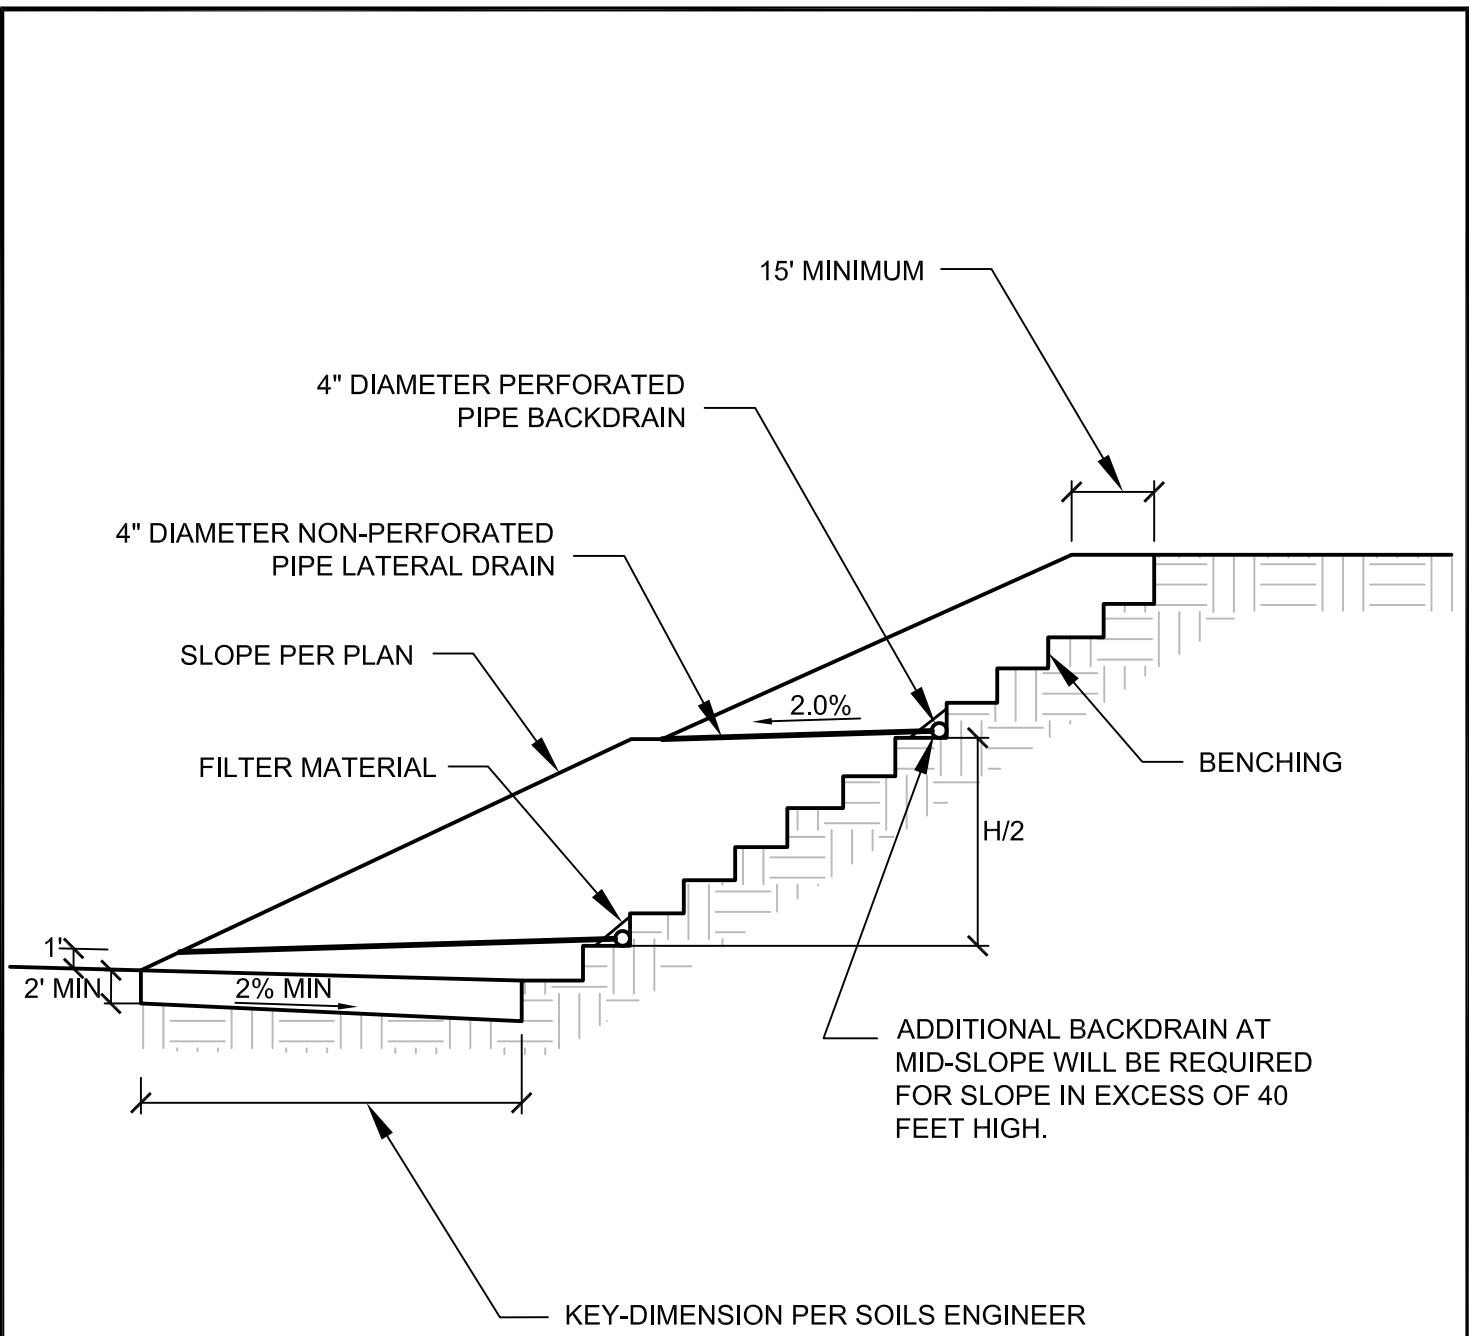 15' MINIMUM
4" DIAMETER PERFORATED
PIPE BACKDRAIN
4" DIAMETER NON-PERFORATED
PIPE LATERAL DRAIN
SLOPE PER PLAN
2.0%
FILTER MATERIAL
BENCHING
H/2
1'
2' MIN
2% MIN
ADDITIONAL BACKDRAIN AT
MID-SLOPE WILL BE REQUIRED
FOR SLOPE IN EXCESS OF 40
FEET HIGH.
KEY-DIMENSION PER SOILS ENGINEER